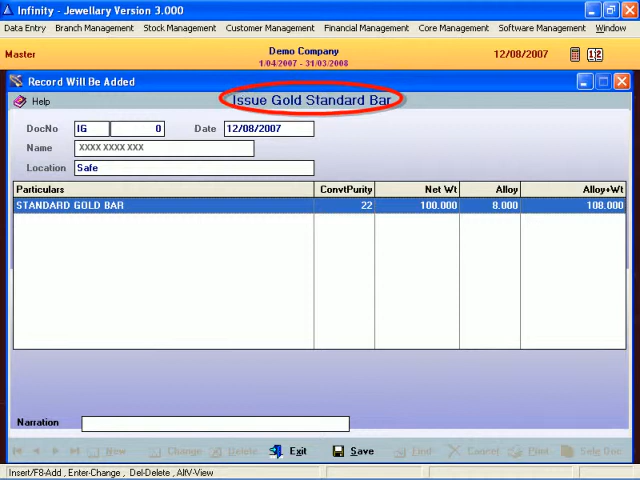 Infinity - Jewellary Version 3.000
Data Entry Branch Management Stock Management Customer Management Financial Management Core Management Software Management Window
Master Demo Company 12/08/2007
1/04/2007 - 31/03/2008
Record Will Be Added
Help Issue Gold Standard Bar
DocNo IG 0 Date 12/08/2007
Name XXXX XXXX XXX
Location Safe
Particulars ConvtPurity Net Wt Alloy Alloy+Wt
STANDARD GOLD BAR 22 100.000 8.000 108.000
Narration
New Change Delete Exit Save Find Cancel Print Sele Doc
Insert/F8-Add, Enter-Change, Del-Delete, AltV-View